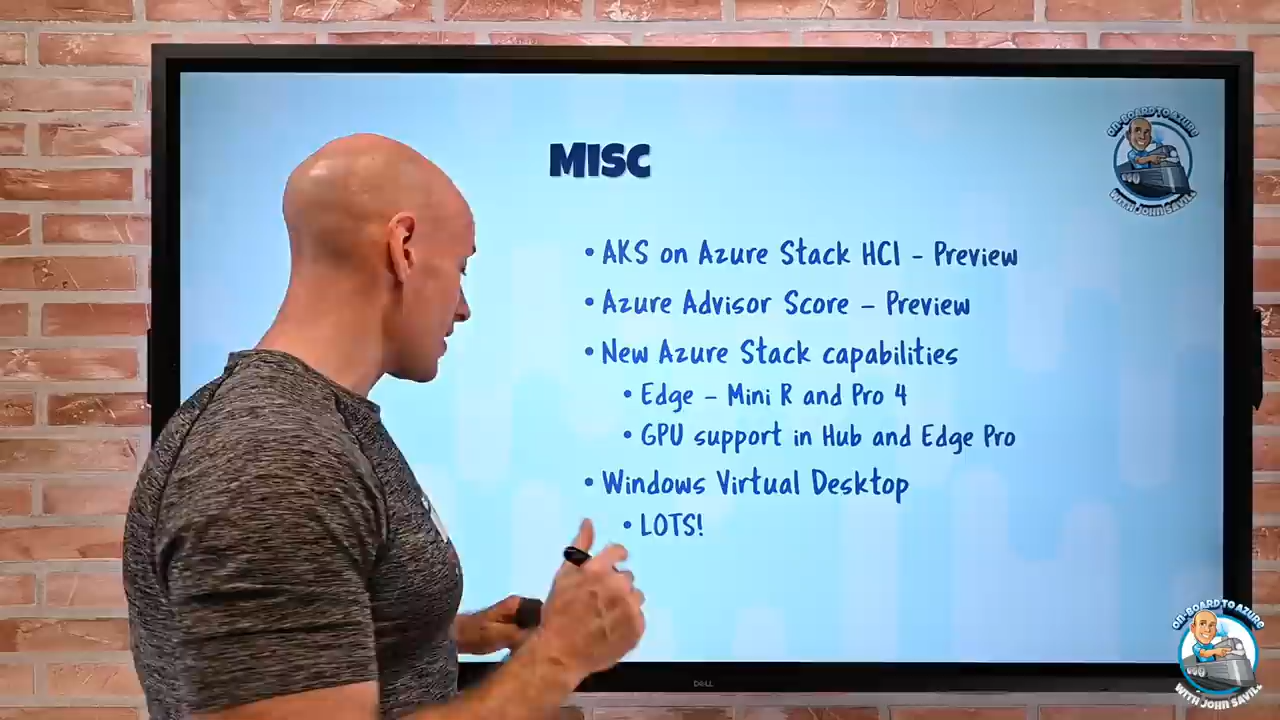 MISC
ON-BOARD TO AZURE
WITH JOHN SAVILL
• AKS on Azure Stack HCI - Preview
• Azure Advisor Score – Preview
• New Azure Stack capabilities
• Edge – Mini R and Pro 4
• GPU support in Hub and Edge Pro
• Windows Virtual Desktop
• LOTS!
DELL
ON-BOARD TO AZURE
WITH JOHN SAVILL